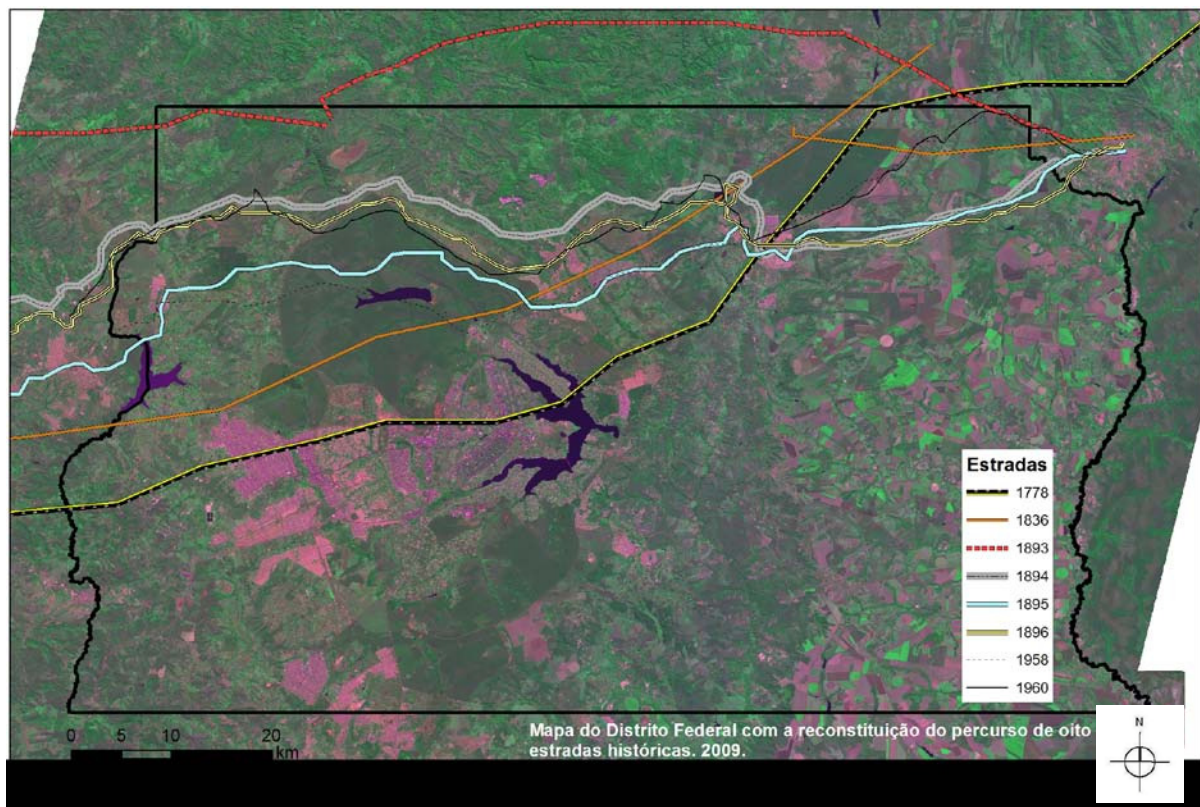 Estradas
1778
1836
1893
1894
1895
1896
1958
1960
0 5 10 20
km
Mapa do Distrito Federal com a reconstituição do percurso de oito
estradas históricas. 2009.
N